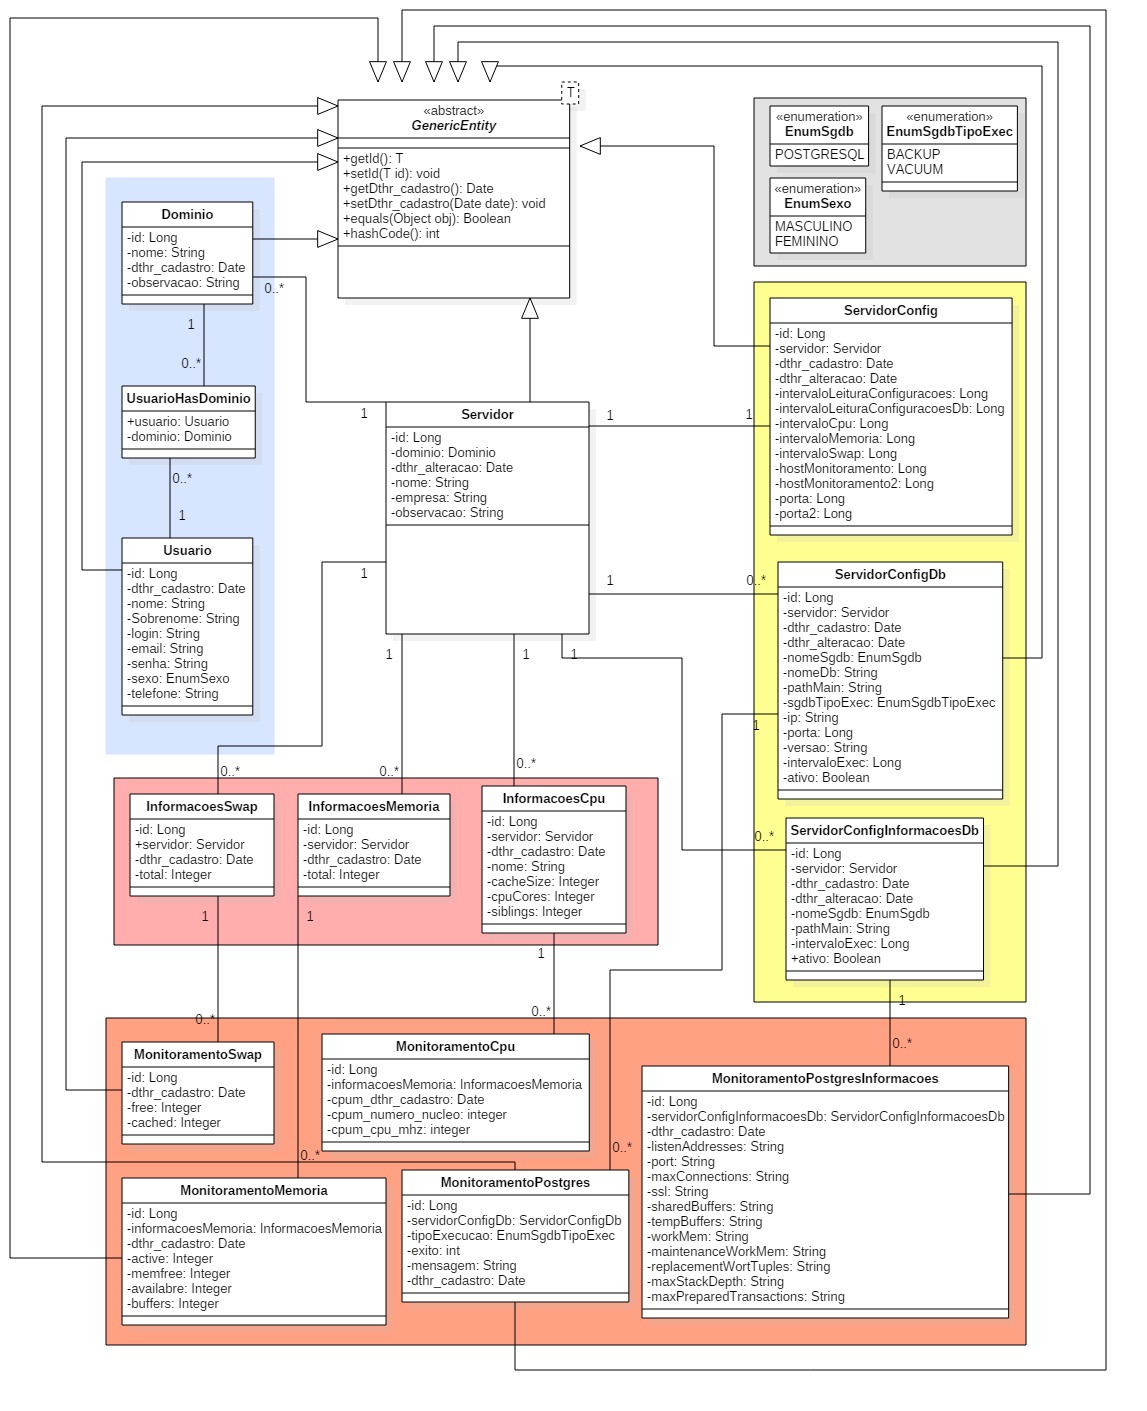 T
«abstract»
GenericEntity
+getId(): T
+setId(T id): void
+getDthr_cadastro(): Date
+setDthr_cadastro(Date date): void
+equals(Object obj): Boolean
+hashCode(): int
«enumeration»
EnumSgdb
POSTGRESQL
«enumeration»
EnumSgdbTipoExec
BACKUP
VACUUM
«enumeration»
EnumSexo
MASCULINO
FEMININO
Dominio
-id: Long
-nome: String
-dthr_cadastro: Date
-observacao: String
0..*
1
0..*
UsuarioHasDominio
+usuario: Usuario
-dominio: Dominio
0..*
1
Usuario
-id: Long
-dthr_cadastro: Date
-nome: String
-Sobrenome: String
-login: String
-email: String
-senha: String
-sexo: EnumSexo
-telefone: String
1
Servidor
-id: Long
-dominio: Dominio
-dthr_alteracao: Date
-nome: String
-empresa: String
-observacao: String
1
1
1
0..*
1
1
1
1
ServidorConfig
-id: Long
-servidor: Servidor
-dthr_cadastro: Date
-dthr_alteracao: Date
-intervaloLeituraConfiguracoes: Long
-intervaloLeituraConfiguracoesDb: Long
-intervaloCpu: Long
-intervaloMemoria: Long
-intervaloSwap: Long
-hostMonitoramento: Long
-hostMonitoramento2: Long
-porta: Long
-porta2: Long
ServidorConfigDb
-id: Long
-servidor: Servidor
-dthr_cadastro: Date
-dthr_alteracao: Date
-nomeSgdb: EnumSgdb
-nomeDb: String
-pathMain: String
-sgdbTipoExec: EnumSgdbTipoExec
-ip: String
-porta: Long
-versao: String
-intervaloExec: Long
-ativo: Boolean
1
0..*
ServidorConfigInformacoesDb
-id: Long
-servidor: Servidor
-dthr_cadastro: Date
-dthr_alteracao: Date
-nomeSgdb: EnumSgdb
-pathMain: String
-intervaloExec: Long
+ativo: Boolean
1
0..*
0..*
0..*
0..*
InformacoesSwap
-id: Long
+servidor: Servidor
-dthr_cadastro: Date
-total: Integer
1
0..*
InformacoesMemoria
-id: Long
-servidor: Servidor
-dthr_cadastro: Date
-total: Integer
1
0..*
InformacoesCpu
-id: Long
-servidor: Servidor
-dthr_cadastro: Date
-nome: String
-cacheSize: Integer
-cpuCores: Integer
-siblings: Integer
1
0..*
MonitoramentoSwap
-id: Long
-dthr_cadastro: Date
-free: Integer
-cached: Integer
MonitoramentoCpu
-id: Long
-informacoesMemoria: InformacoesMemoria
-cpum_dthr_cadastro: Date
-cpum_numero_nucleo: integer
-cpum_cpu_mhz: integer
0..*
MonitoramentoPostgresInformacoes
-id: Long
-servidorConfigInformacoesDb: ServidorConfigInformacoesDb
-dthr_cadastro: Date
-listenAddresses: String
-port: String
-maxConnections: String
-ssl: String
-sharedBuffers: String
-tempBuffers: String
-workMem: String
-maintenanceWorkMem: String
-replacementWortTuples: String
-maxStackDepth: String
-maxPreparedTransactions: String
MonitoramentoMemoria
-id: Long
-informacoesMemoria: InformacoesMemoria
-dthr_cadastro: Date
-active: Integer
-memfree: Integer
-availabre: Integer
-buffers: Integer
MonitoramentoPostgres
-id: Long
-servidorConfigDb: ServidorConfigDb
-tipoExecucao: EnumSgdbTipoExec
-exito: int
-mensagem: String
-dthr_cadastro: Date